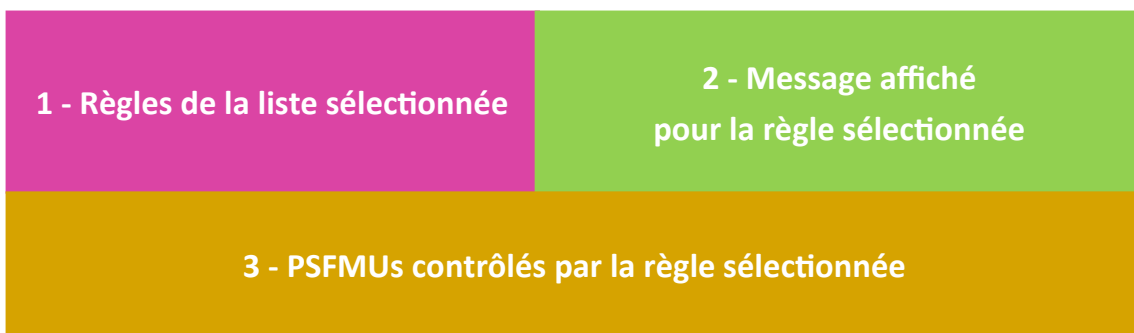 1 - Règles de la liste sélectionnée
2 - Message affiché
pour la règle sélectionnée
3 - PSFMUs contrôlés par la règle sélectionnée